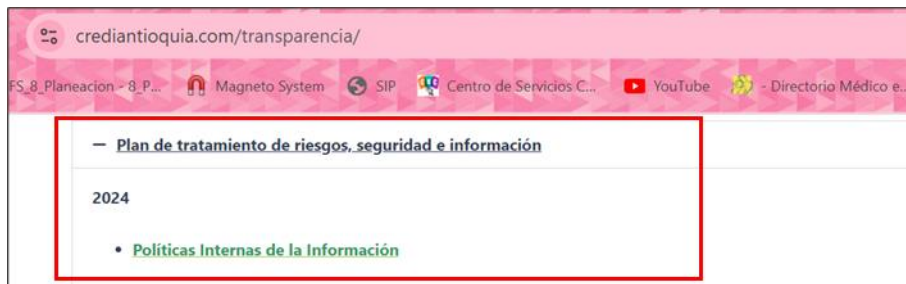 crediantioquia.com/transparencia/
FS_8_Planeacion - 8_P... Magneto System SIP Centro de Servicios C... YouTube - Directorio Médico e...
− Plan de tratamiento de riesgos, seguridad e información
2024
• Políticas Internas de la Información